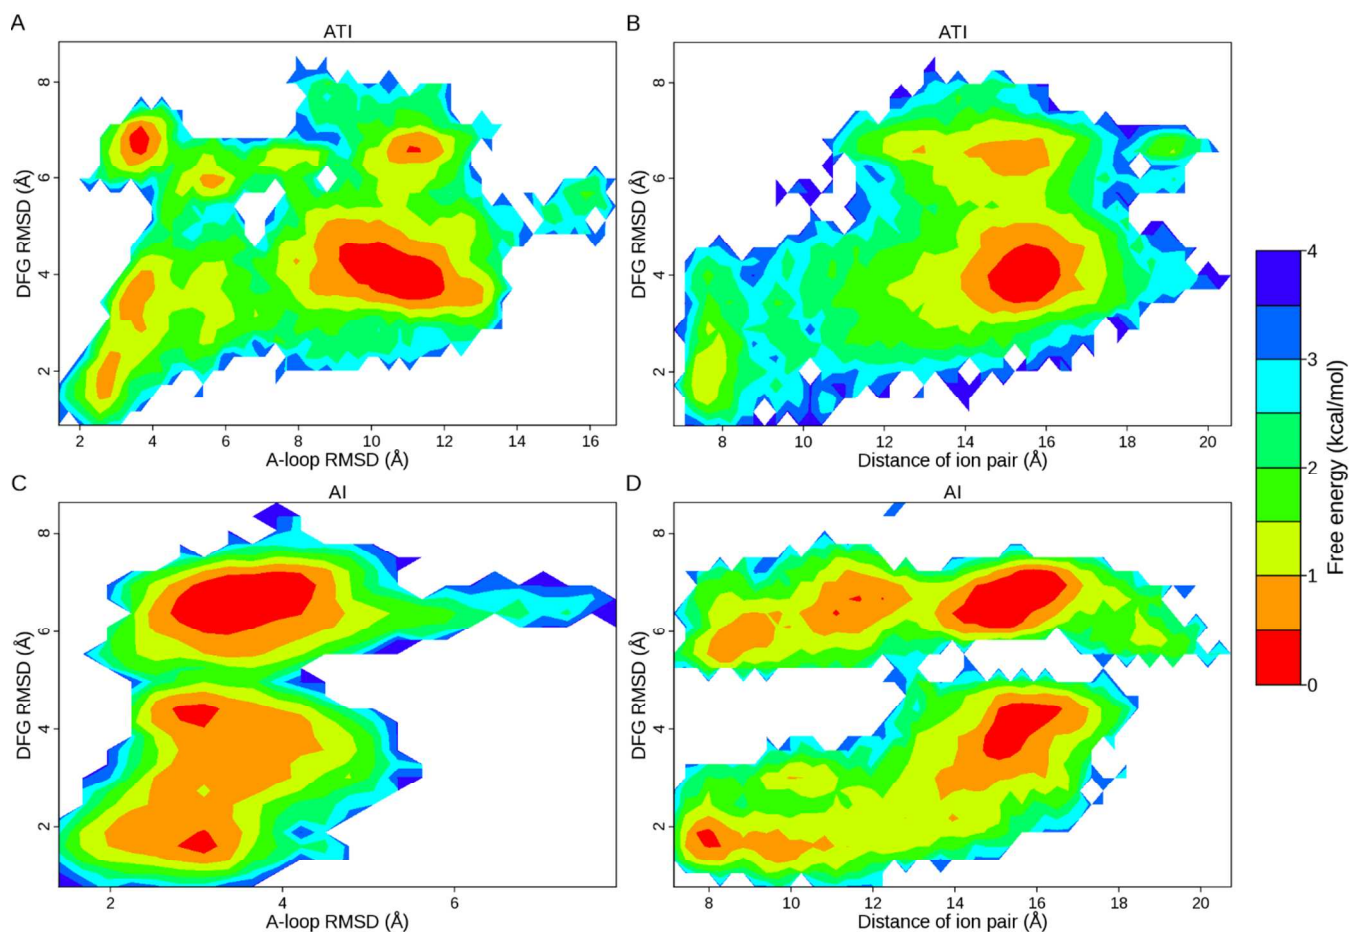 A
ATI
DFG RMSD (Å)
8
6
4
2
2 4 6 8 10 12 14 16
A-loop RMSD (Å)
B
ATI
DFG RMSD (Å)
8
6
4
2
8 10 12 14 16 18 20
Distance of ion pair (Å)
C
AI
DFG RMSD (Å)
8
6
4
2
2 4 6
A-loop RMSD (Å)
D
AI
DFG RMSD (Å)
8
6
4
2
8 10 12 14 16 18 20
Distance of ion pair (Å)
4
3
2
1
0
Free energy (kcal/mol)